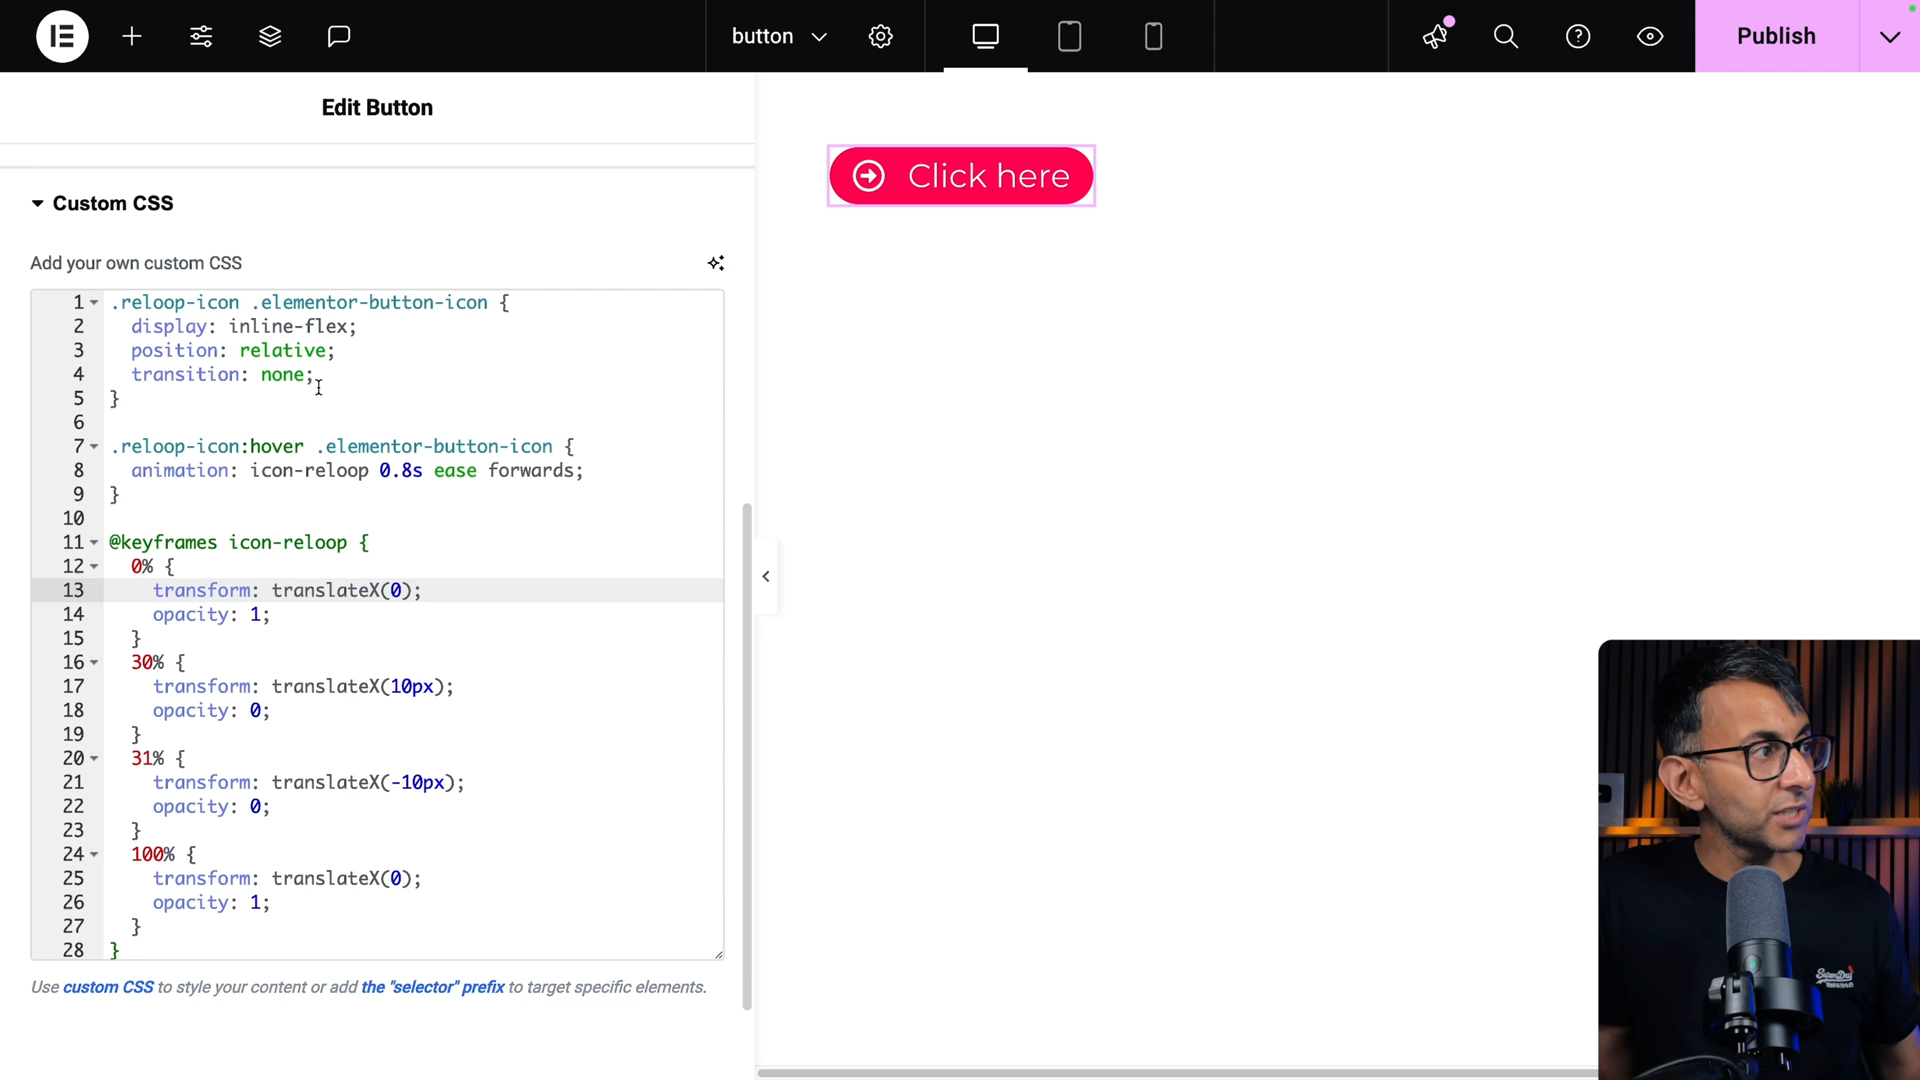 button
Publish
Edit Button
Custom CSS
Add your own custom CSS
1 .reloop-icon .elementor-button-icon {
2 display: inline-flex;
3 position: relative;
4 transition: none;
5 }
6
7 .reloop-icon:hover .elementor-button-icon {
8 animation: icon-reloop 0.8s ease forwards;
9 }
10
11 @keyframes icon-reloop {
12 0% {
13 transform: translateX(0);
14 opacity: 1;
15 }
16 30% {
17 transform: translateX(10px);
18 opacity: 0;
19 }
20 31% {
21 transform: translateX(-10px);
22 opacity: 0;
23 }
24 100% {
25 transform: translateX(0);
26 opacity: 1;
27 }
28 }
Use custom CSS to style your content or add the "selector" prefix to target specific elements.
Click here